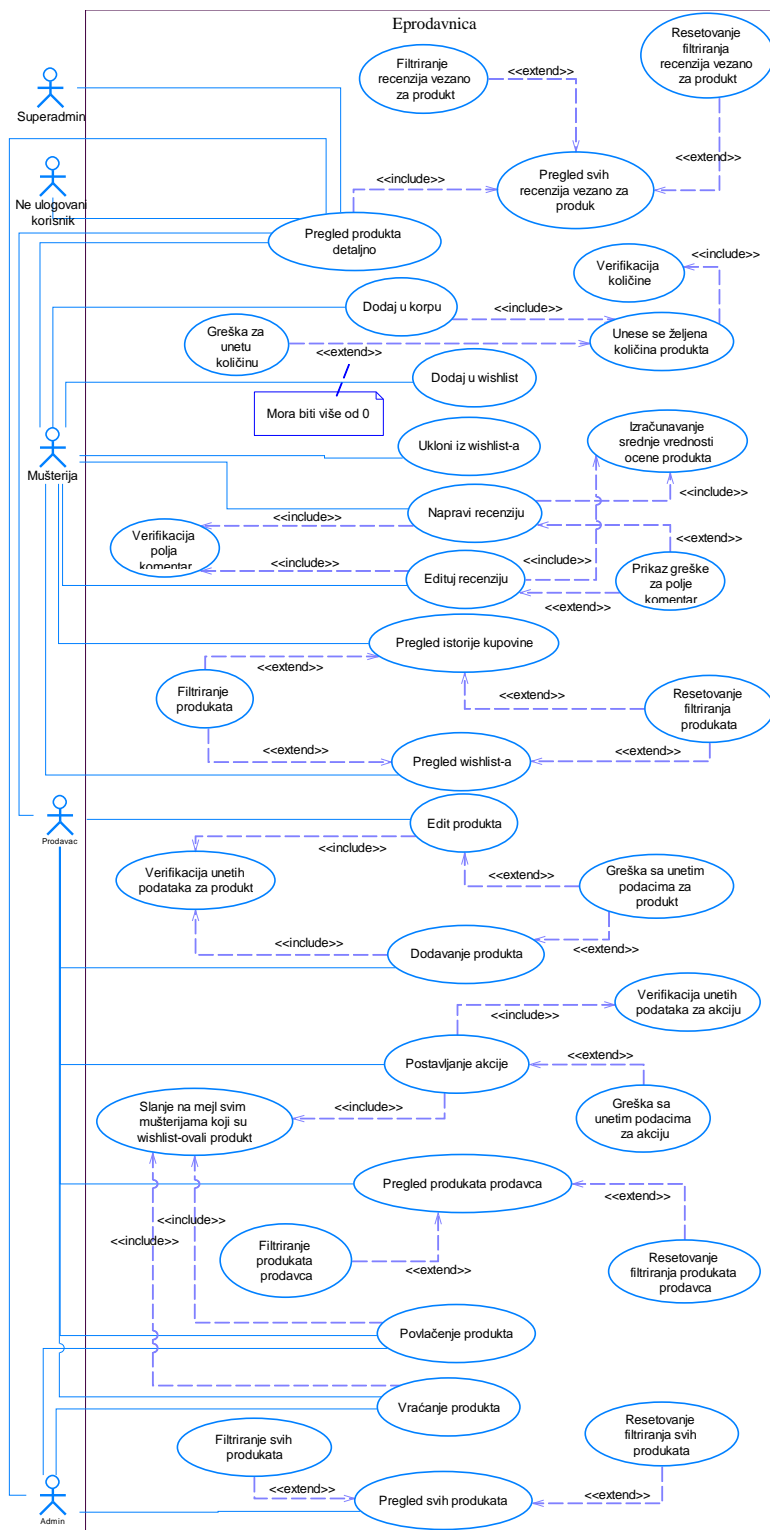 Eprodavnica
Filtriranje
recenzija vezano
za produkt
<<extend>>
Resetovanje
filtriranja
recenzija vezano
za produkt
Superadmin
<<extend>>
Ne ulogovani
korisnik
<<include>>
Pregled svih
recenzija vezano za
produk
Pregled produkta
detaljno
Verifikacija
količine
<<include>>
Dodaj u korpu
<<include>>
Greška za
unetu
količinu
<<extend>>
Unese se željena
količina produkta
Dodaj u wishlist
Mora biti više od 0
Mušterija
Ukloni iz wishlist-a
Izračunavanje
srednje vrednosti
ocene produkta
<<include>>
Napravi recenziju
<<include>>
Verifikacija
polja
komentar
<<include>>
<<include>>
<<extend>>
Edituj recenziju
Prikaz greške
za polje
komentar
<<extend>>
Pregled istorije kupovine
<<extend>>
Filtriranje
produkata
<<extend>>
Resetovanje
filtriranja
produkata
<<extend>>
Pregled wishlist-a
<<extend>>
Prodavac
Edit produkta
<<include>>
Verifikacija unetih
podataka za produkt
<<extend>>
Greška sa unetim
podacima za
produkt
<<include>>
Dodavanje produkta
<<extend>>
Verifikacija unetih
podataka za akciju
<<include>>
Postavljanje akcije
<<extend>>
Slanje na mejl svim
mušterijama koji su
wishlist-ovali produkt
<<include>>
Greška sa
unetim podacima
za akciju
Pregled produkata prodavca
<<extend>>
<<include>>
<<include>>
Filtriranje
produkata
prodavca
<<extend>>
Resetovanje
filtriranja produkata
prodavca
Povlačenje produkta
Vraćanje produkta
Filtriranje svih
produkata
Resetovanje
filtriranja svih
produkata
<<extend>>
Pregled svih produkata
<<extend>>
Admin